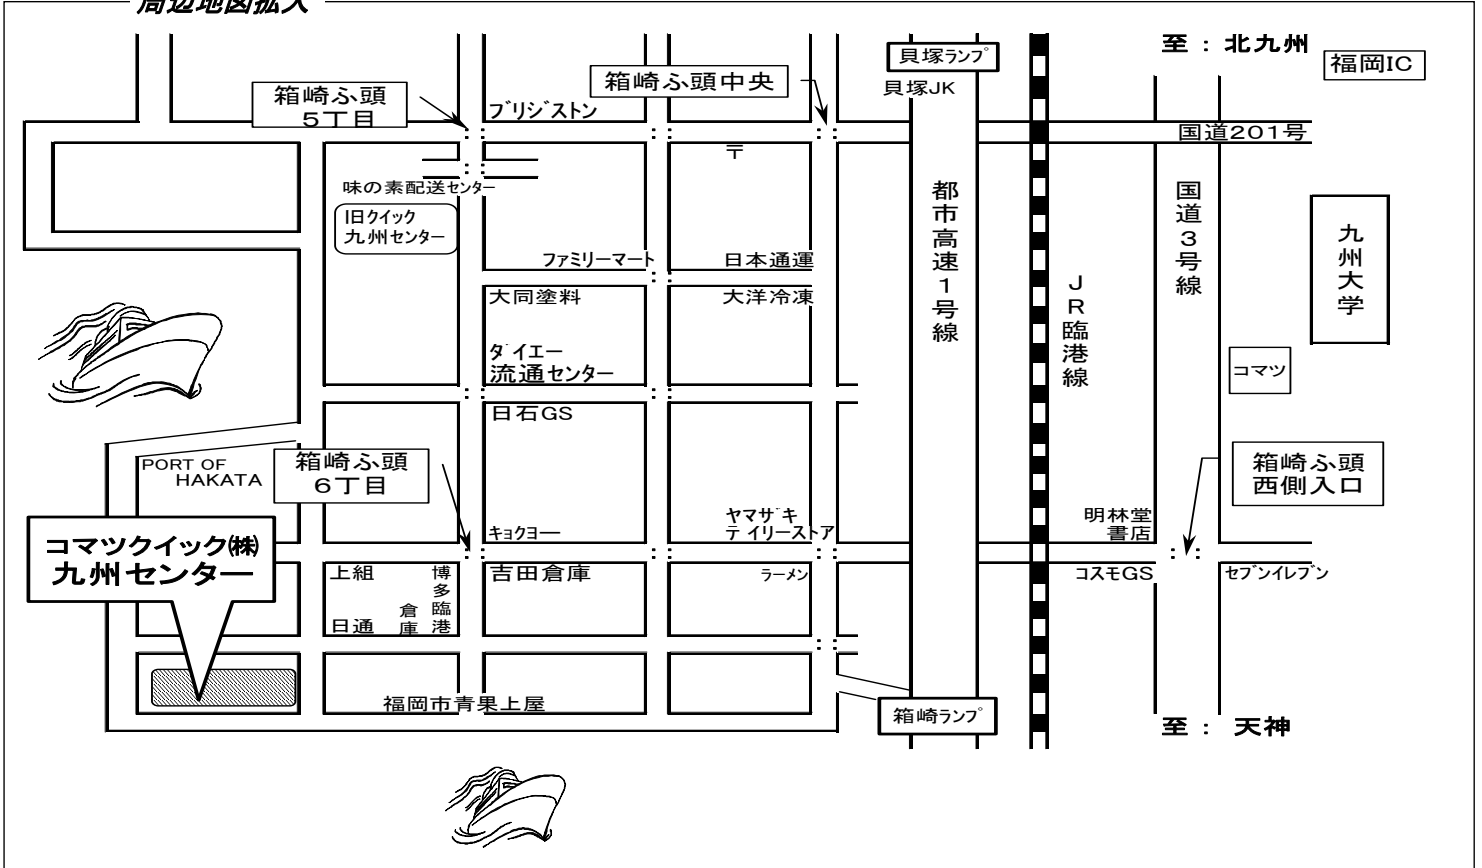 周辺地図拡大
至 : 北九州
福岡IC
貝塚ランプ
貝塚JK
箱崎ふ頭中央
箱崎ふ頭
5丁目
ブリジストン
国道201号
〒
味の素配送センター
旧クイック
九州センター
都市高速1号線
国道3号線
九州大学
ファミリーマート
日本通運
大同塗料
大洋冷凍
JR臨港線
ダイエー
流通センター
コマツ
日石GS
PORT OF
HAKATA
箱崎ふ頭
6丁目
箱崎ふ頭
西側入口
ヤマザキ
デイリーストア
明林堂
書店
キョクヨー
コマツクイック㈱
九州センター
上組
博多臨港
倉庫
吉田倉庫
ラーメン
コスモGS
セブンイレブン
日通
福岡市青果上屋
箱崎ランプ
至 : 天神